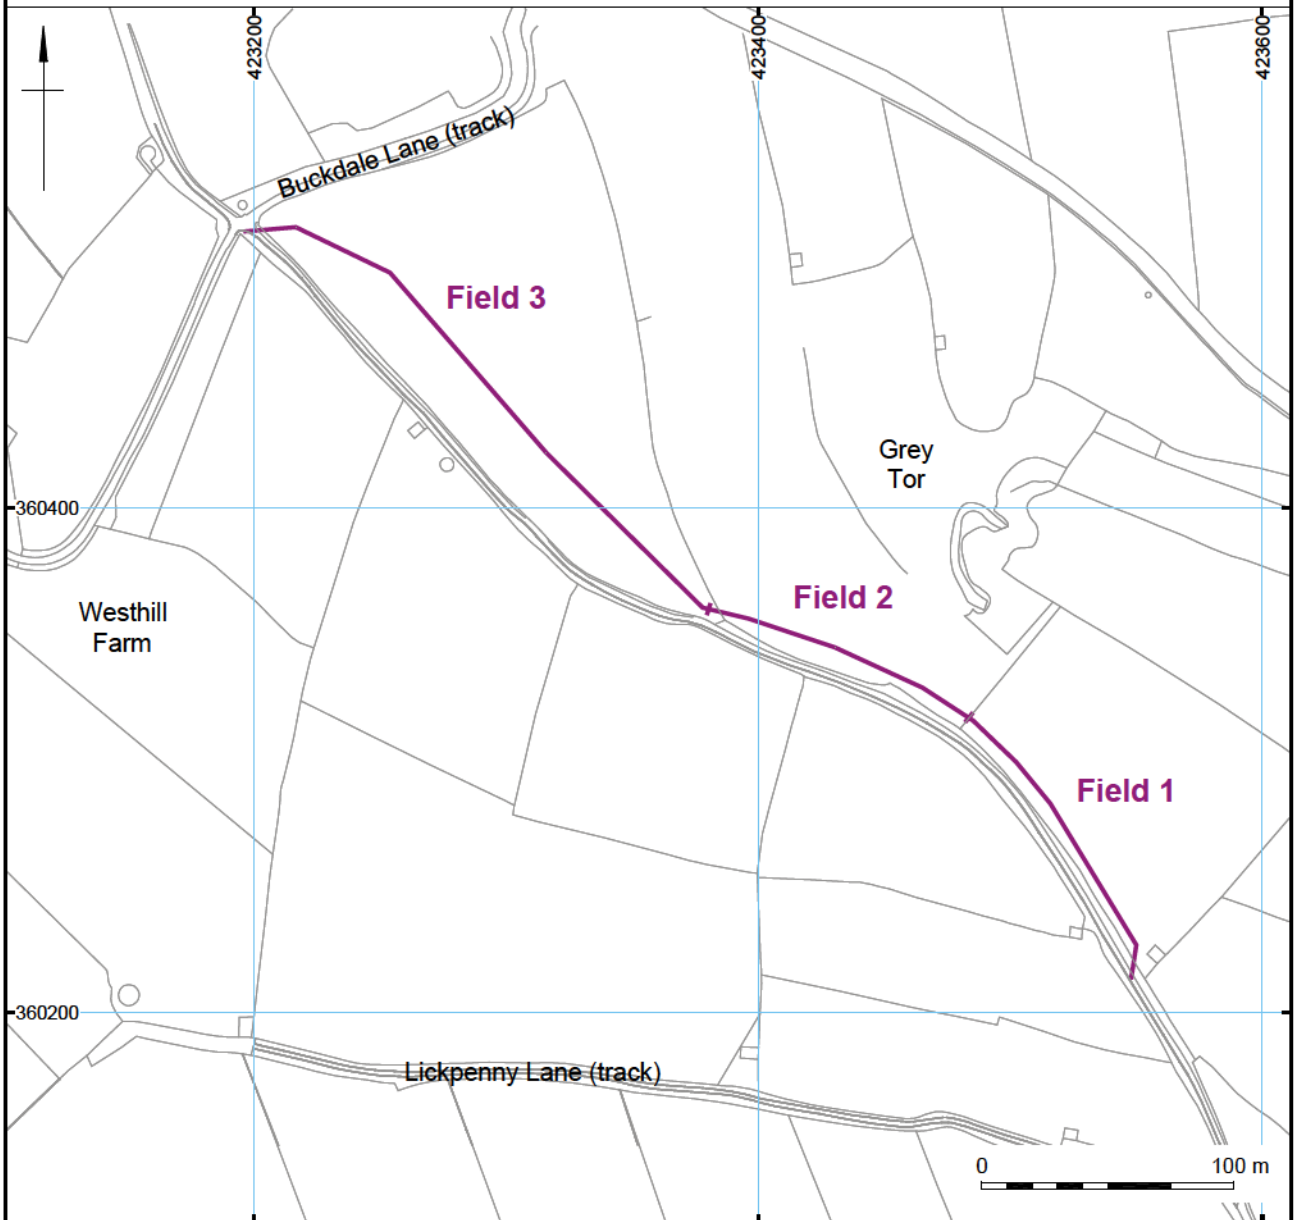 423200
423400
423600
Buckdale Lane (track)
Field 3
Grey
Tor
360400
Field 2
Westhill
Farm
Field 1
360200
Lickpenny Lane (track)
0
100 m